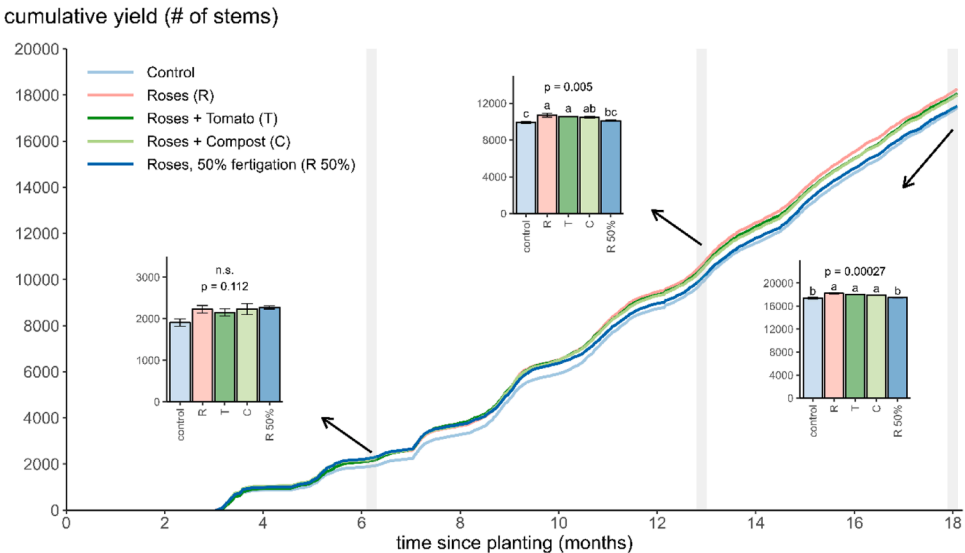 cumulative yield (# of stems)
20000
18000
16000
14000
12000
10000
8000
6000
4000
2000
0
Control
Roses (R)
Roses + Tomato (T)
Roses + Compost (C)
Roses, 50% fertigation (R 50%)
p = 0.005
12000
8000
4000
0
c a a ab bc
control R T C R 50%
n.s.
p = 0.112
3000
2000
1000
0
control R T C R 50%
p = 0.00027
20000
16000
12000
8000
4000
0
b a a a b
control R T C R 50%
0 2 4 6 8 10 12 14 16 18
time since planting (months)